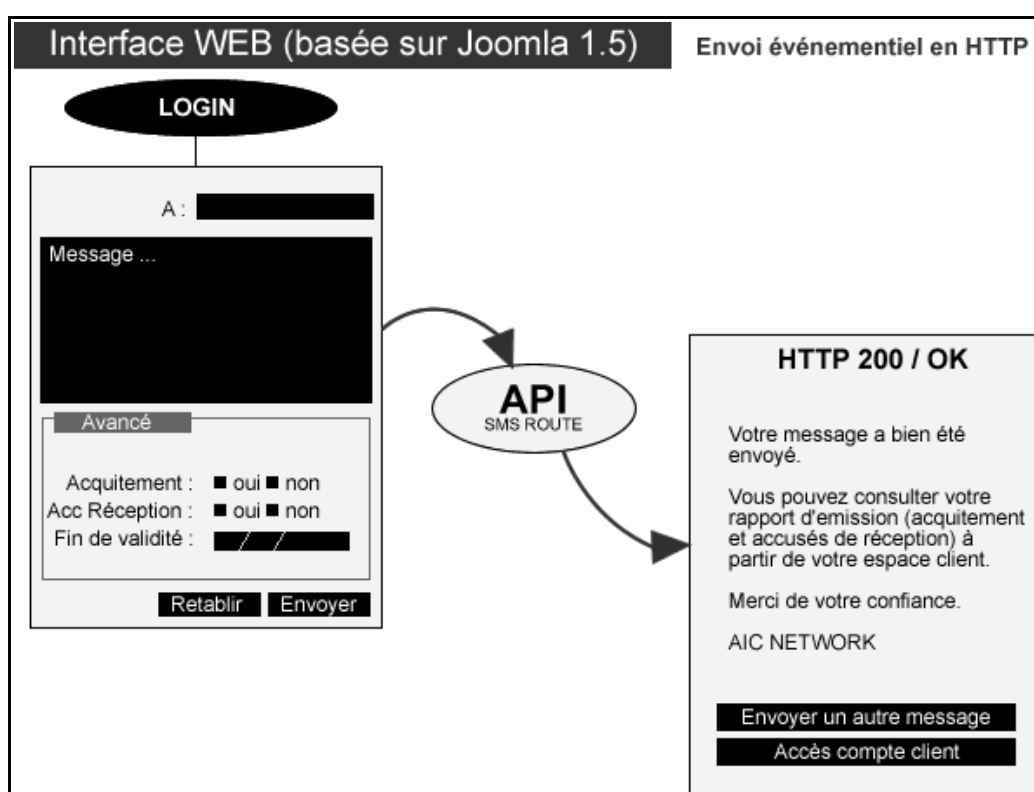 Interface WEB (basée sur Joomla 1.5)
Envoi événementiel en HTTP
LOGIN
A :
Message ...
Avancé
Acquitement : oui non
Acc Réception : oui non
Fin de validité : / /
Retablir Envoyer
API
SMS ROUTE
HTTP 200 / OK
Votre message a bien été
envoyé.
Vous pouvez consulter votre
rapport d'emission (acquitement
et accusés de réception) à
partir de votre espace client.
Merci de votre confiance.
AIC NETWORK
Envoyer un autre message
Accès compte client